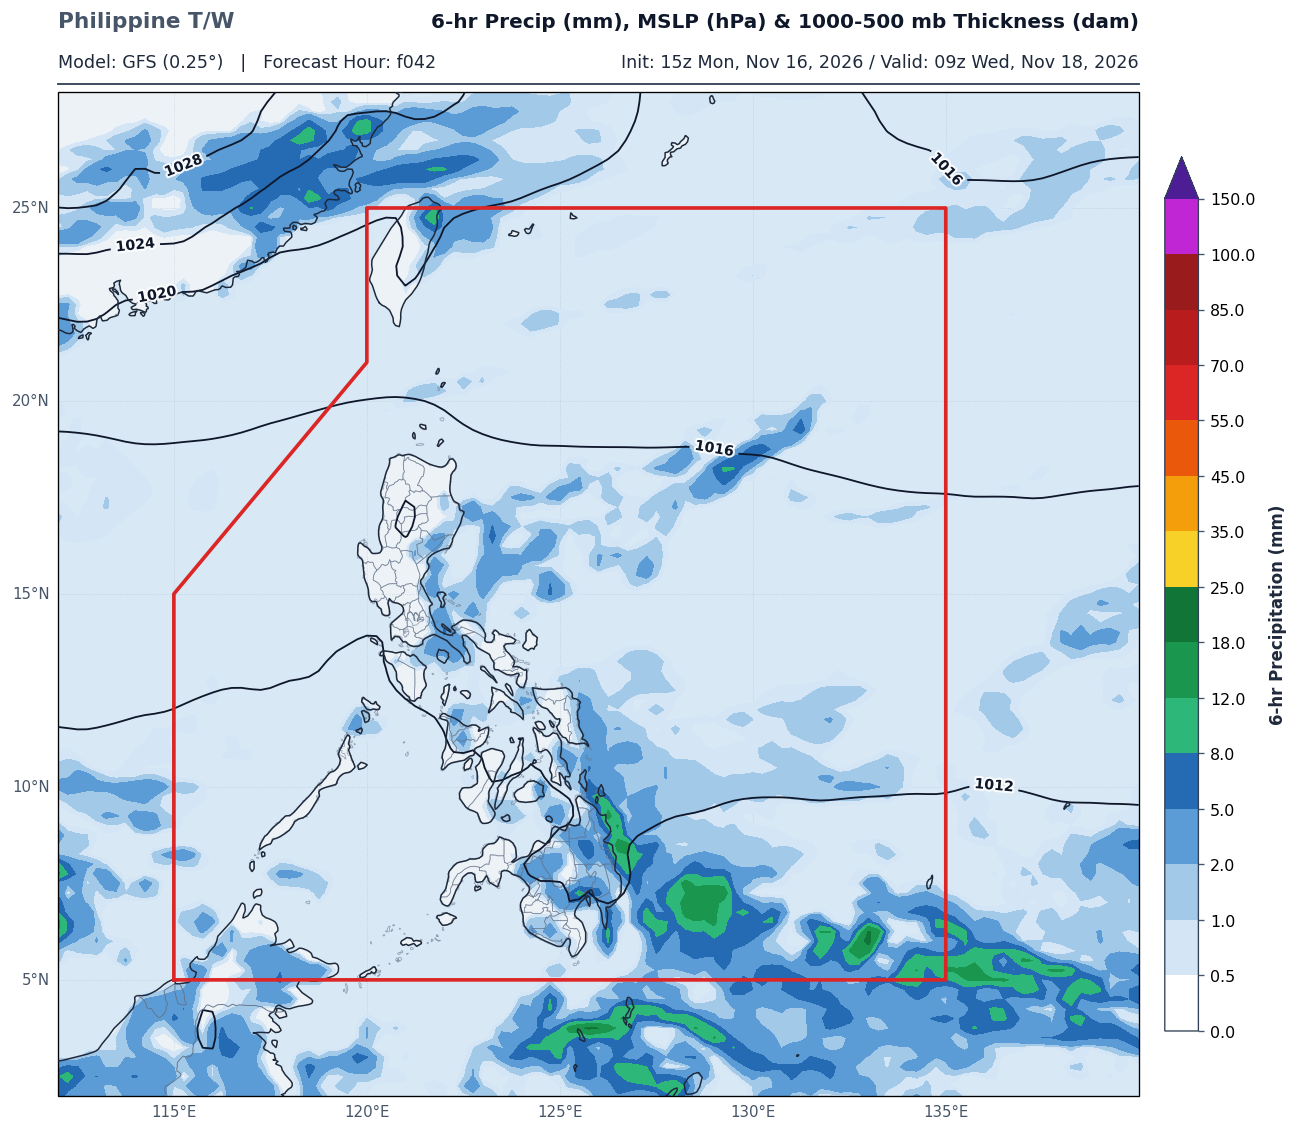 Philippine T/W
6-hr Precip (mm), MSLP (hPa) & 1000-500 mb Thickness (dam)
Model: GFS (0.25°) | Forecast Hour: f042
Init: 15z Mon, Nov 16, 2026 / Valid: 09z Wed, Nov 18, 2026
1028
1024
1020
1016
1016
1012
25°N
20°N
15°N
10°N
5°N
115°E
120°E
125°E
130°E
135°E
150.0
100.0
85.0
70.0
55.0
45.0
35.0
25.0
18.0
12.0
8.0
5.0
2.0
1.0
0.5
0.0
6-hr Precipitation (mm)